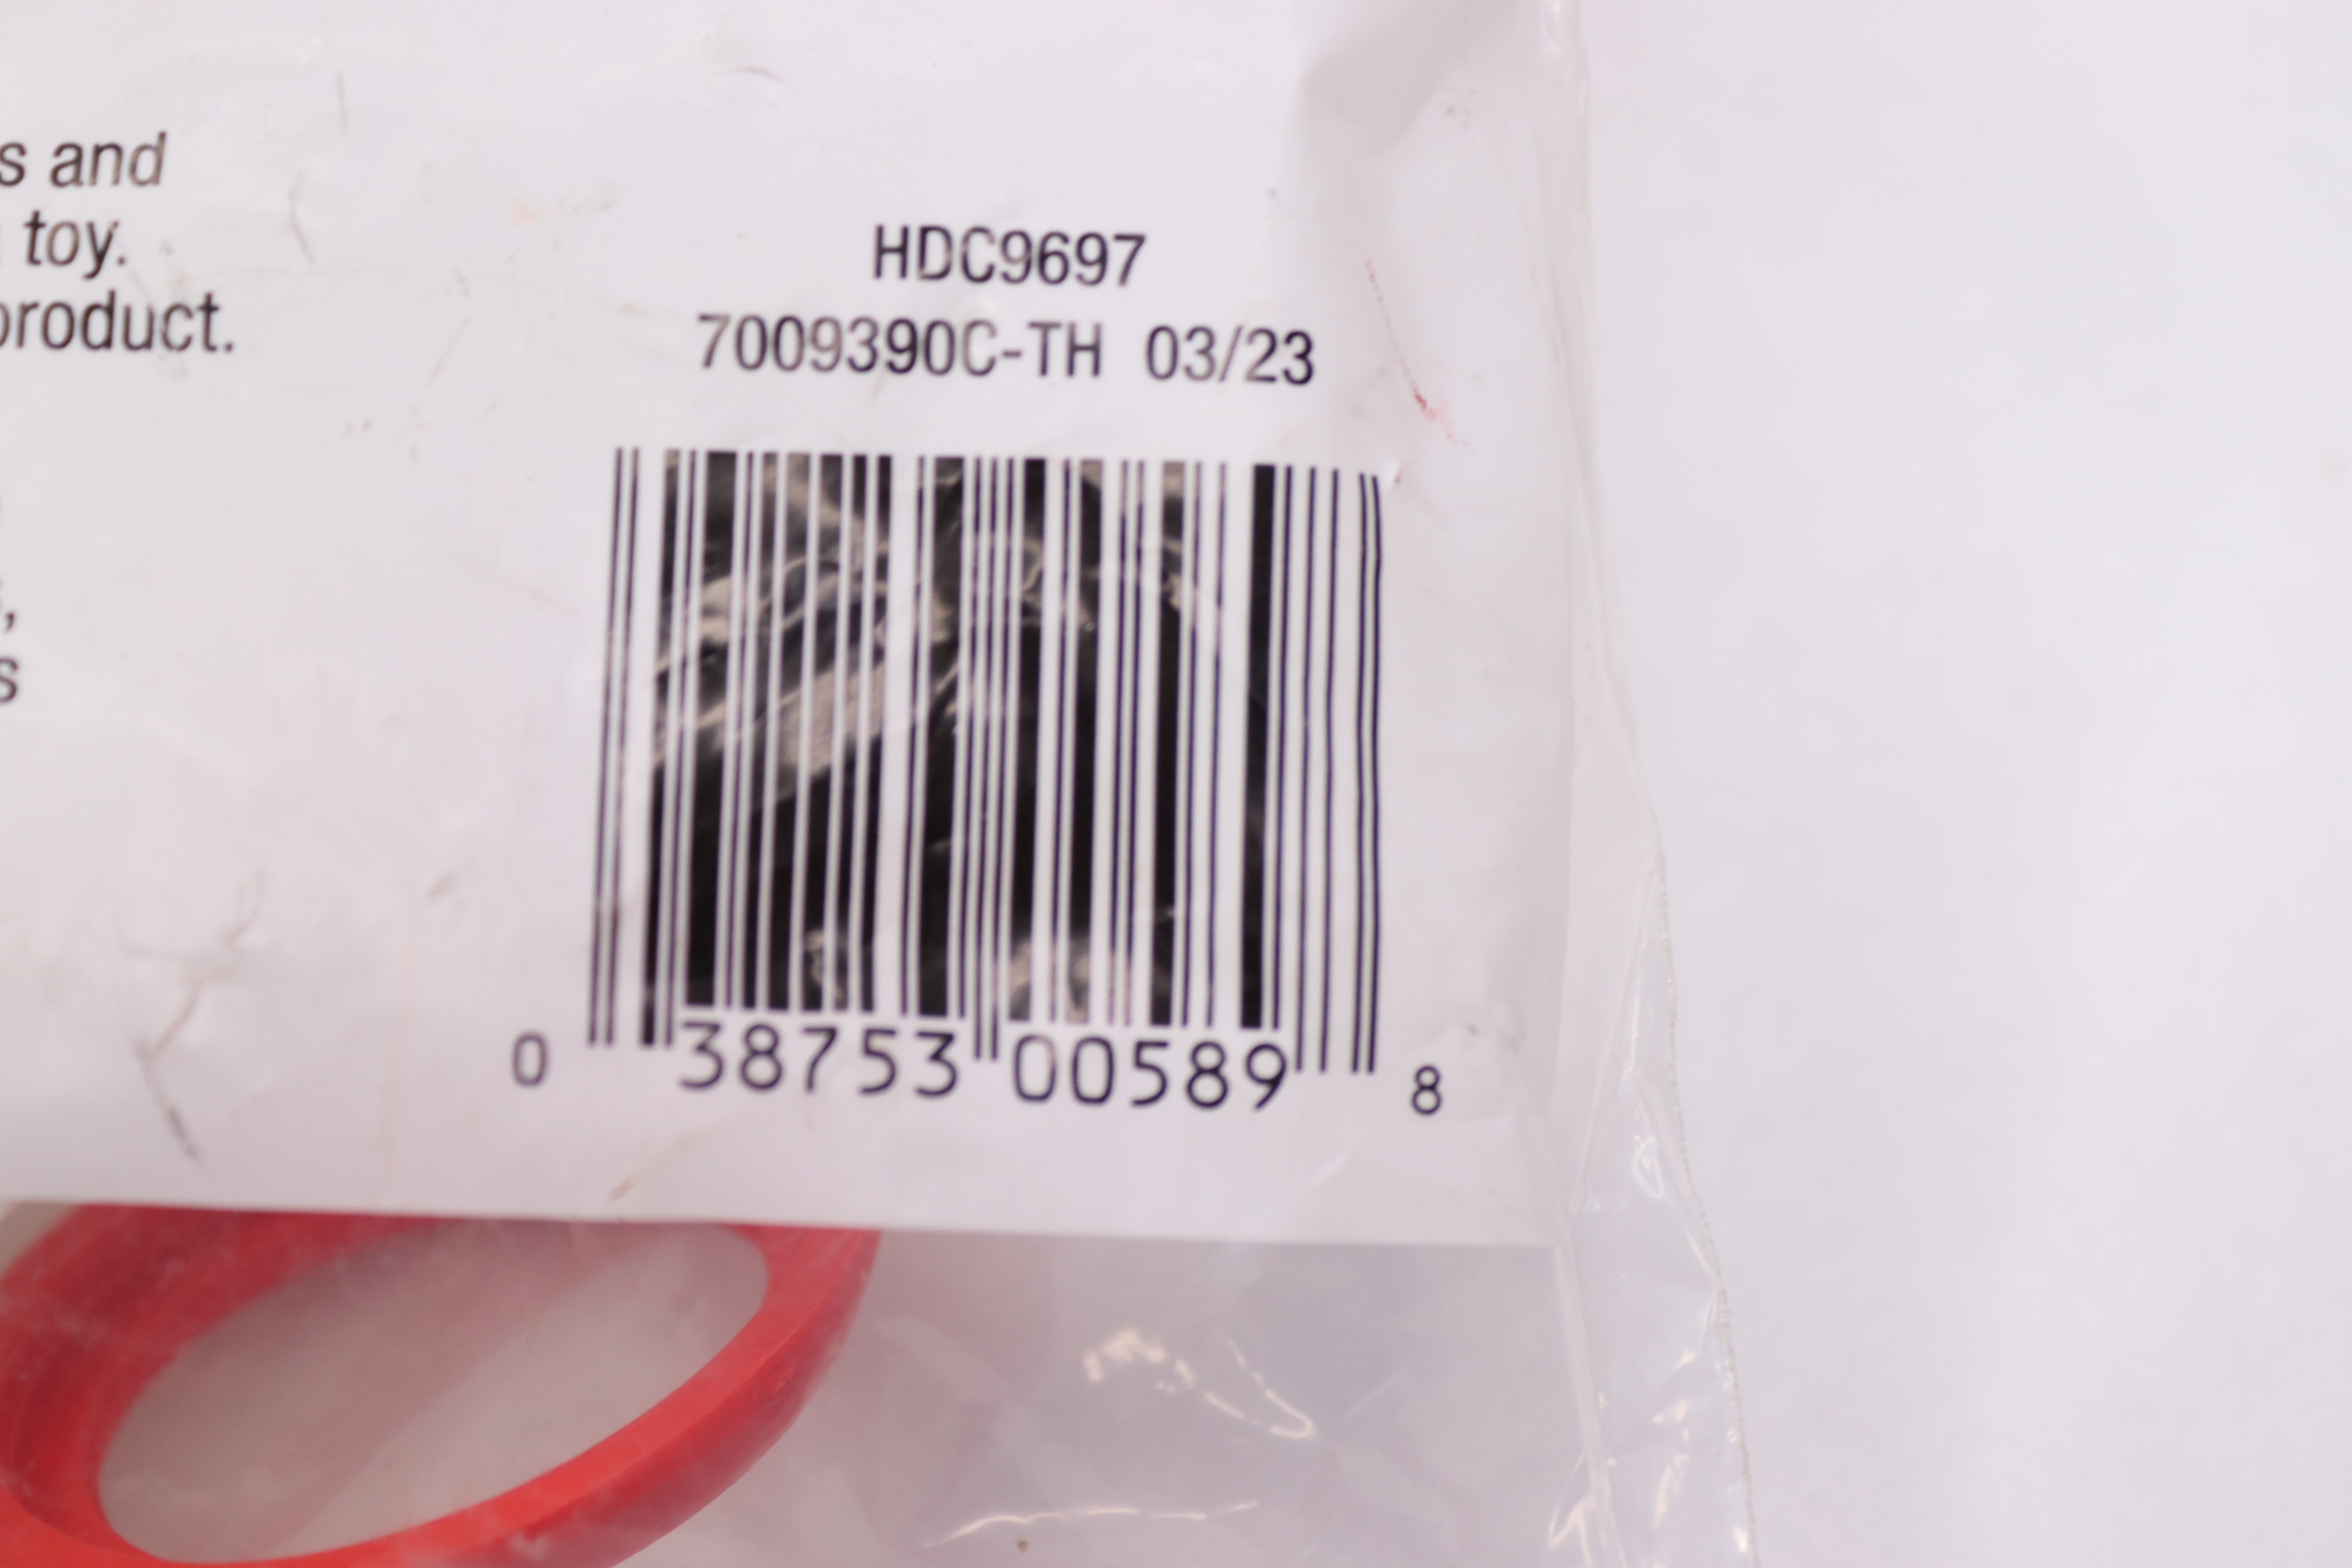 s and
toy.
product.
,
s
HDC9697
7009390C-TH 03/23
0 38753 00589 8